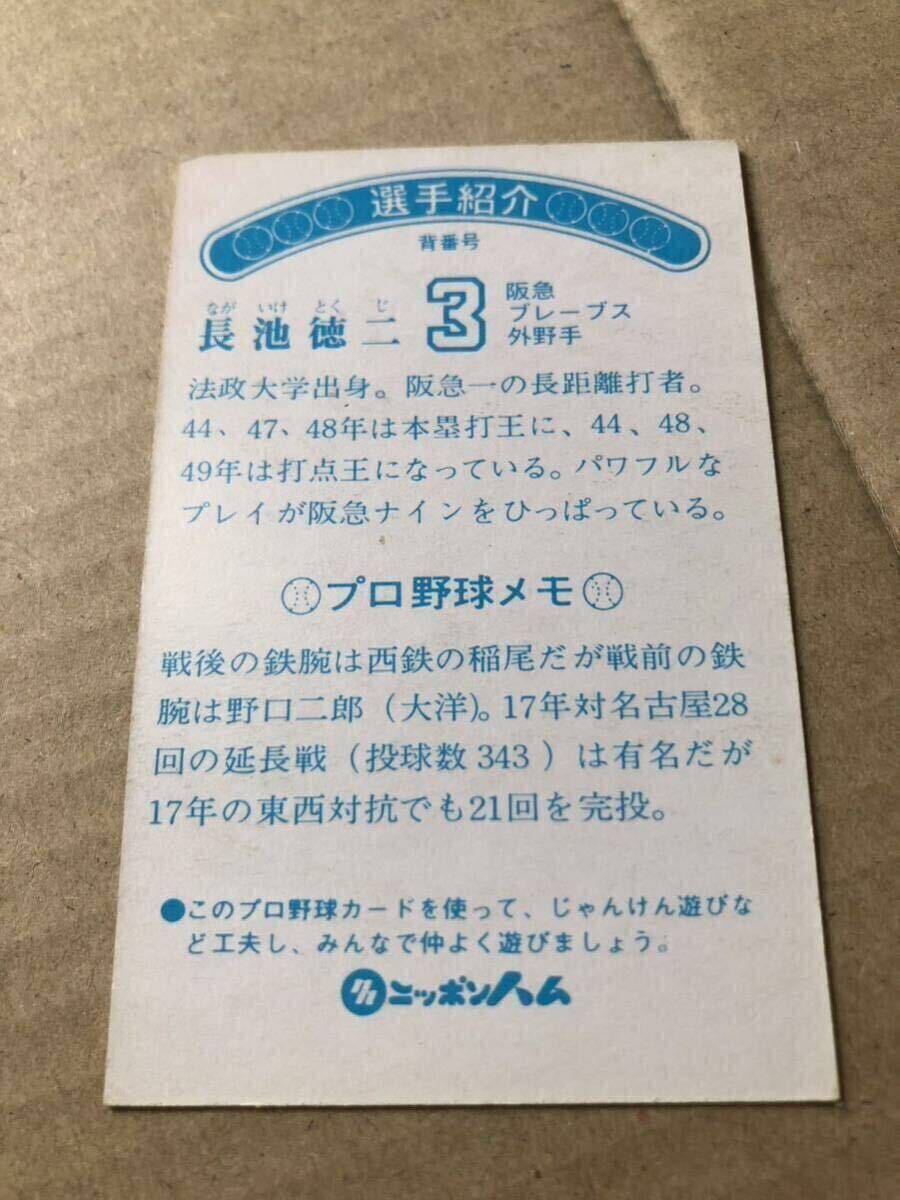 選手紹介
背番号
なが いけ とく じ
長池徳二
3
阪急
ブレーブス
外野手
法政大学出身。阪急一の長距離打者。
44、47、48年は本塁打王に、44、48、
49年は打点王になっている。パワフルな
プレイが阪急ナインをひっぱっている。
プロ野球メモ
戦後の鉄腕は西鉄の稲尾だが戦前の鉄
腕は野口二郎(大洋)。17年対名古屋28
回の延長戦(投球数343)は有名だが
17年の東西対抗でも21回を完投。
●このプロ野球カードを使って、じゃんけん遊びな
ど工夫し、みんなで仲よく遊びましょう。
ニッポンハム